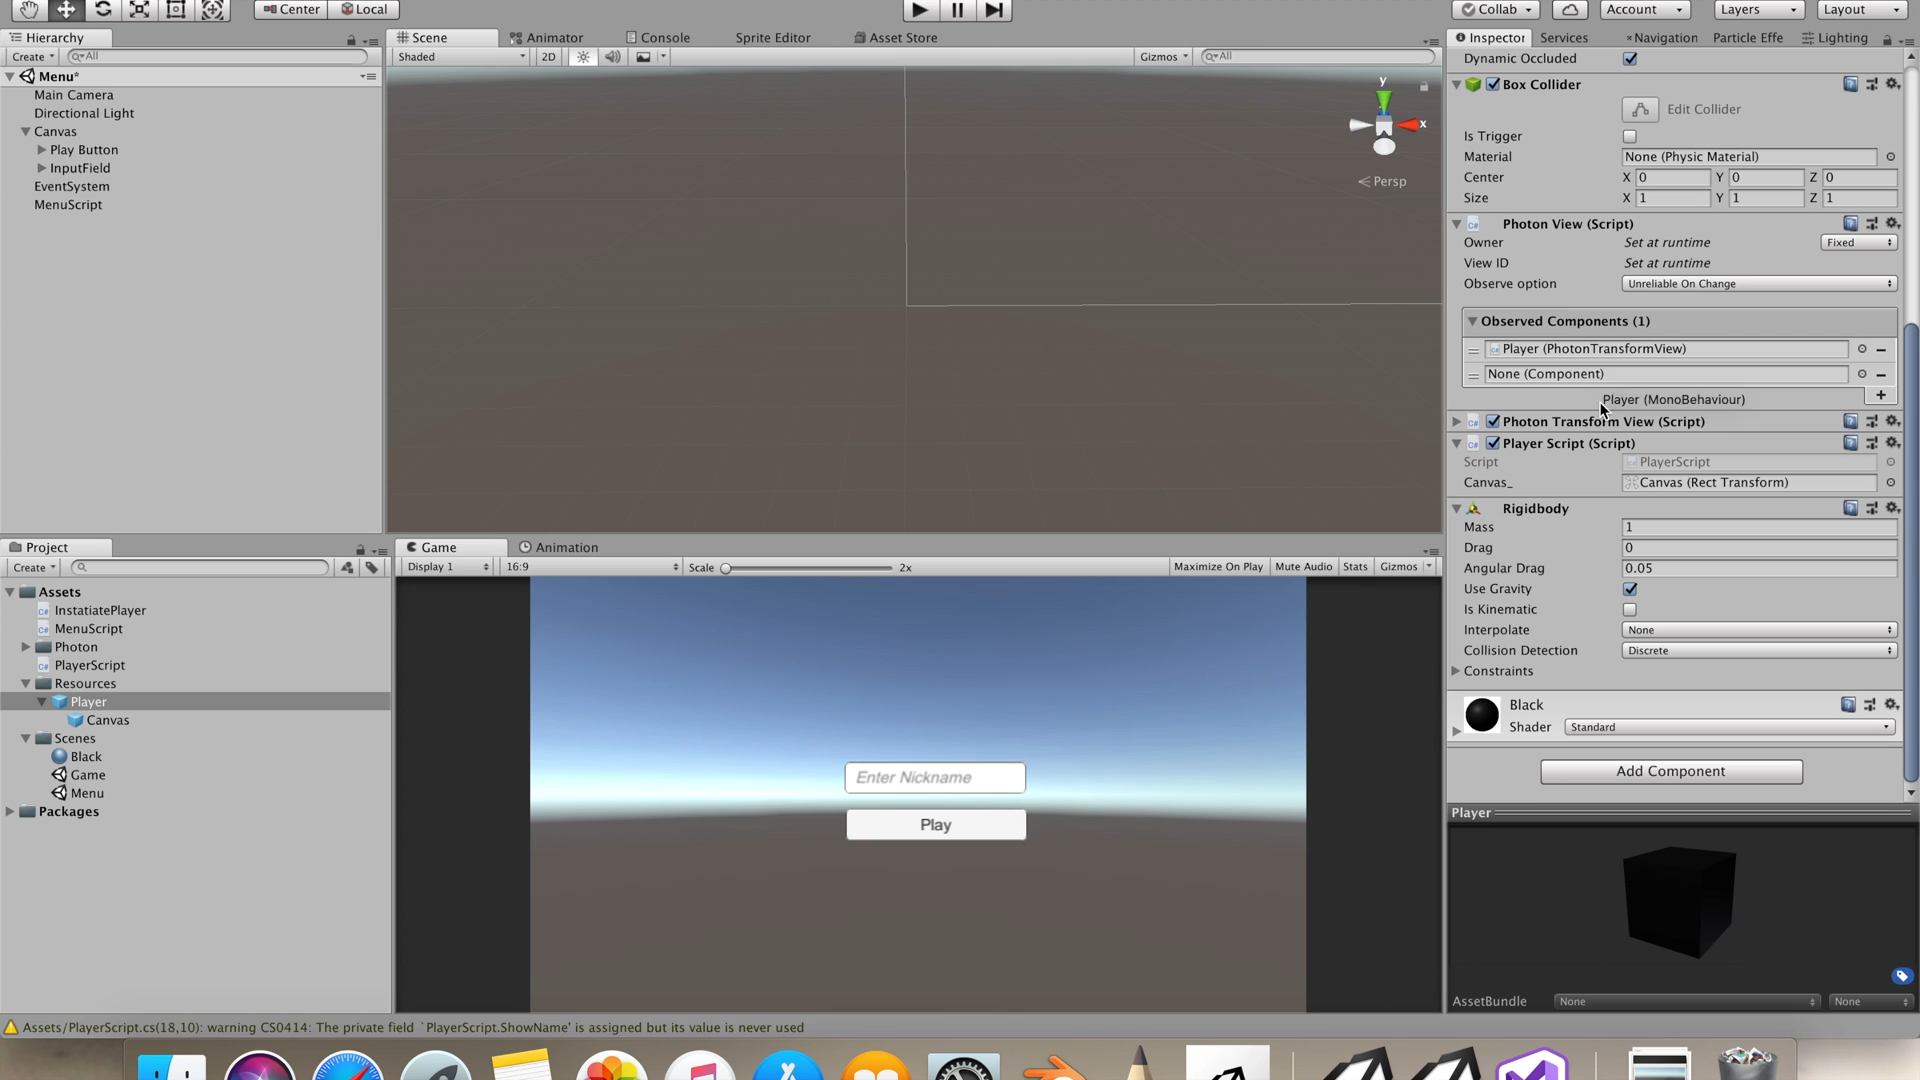 Center Local
Collab Account Layers Layout
Hierarchy
Create All
Menu*
Main Camera
Directional Light
Canvas
Play Button
InputField
EventSystem
MenuScript
Scene Animator Console Sprite Editor Asset Store
Shaded 2D Gizmos All
y
x
Persp
Project
Create
Assets
InstatiatePlayer
MenuScript
Photon
PlayerScript
Resources
Player
Canvas
Scenes
Black
Game
Menu
Packages
Game Animation
Display 1 16:9 Scale 2x Maximize On Play Mute Audio Stats Gizmos
Enter Nickname
Play
Inspector Services Navigation Particle Effe Lighting
Dynamic Occluded
Box Collider
Edit Collider
Is Trigger
Material None (Physic Material)
Center X 0 Y 0 Z 0
Size X 1 Y 1 Z 1
Photon View (Script)
Owner Set at runtime Fixed
View ID Set at runtime
Observe option Unreliable On Change
Observed Components (1)
Player (PhotonTransformView)
None (Component)
Player (MonoBehaviour)
Photon Transform View (Script)
Player Script (Script)
Script PlayerScript
Canvas_ Canvas (Rect Transform)
Rigidbody
Mass 1
Drag 0
Angular Drag 0.05
Use Gravity
Is Kinematic
Interpolate None
Collision Detection Discrete
Constraints
Black
Shader Standard
Add Component
Player
AssetBundle None None
Assets/PlayerScript.cs(18,10): warning CS0414: The private field `PlayerScript.ShowName' is assigned but its value is never used